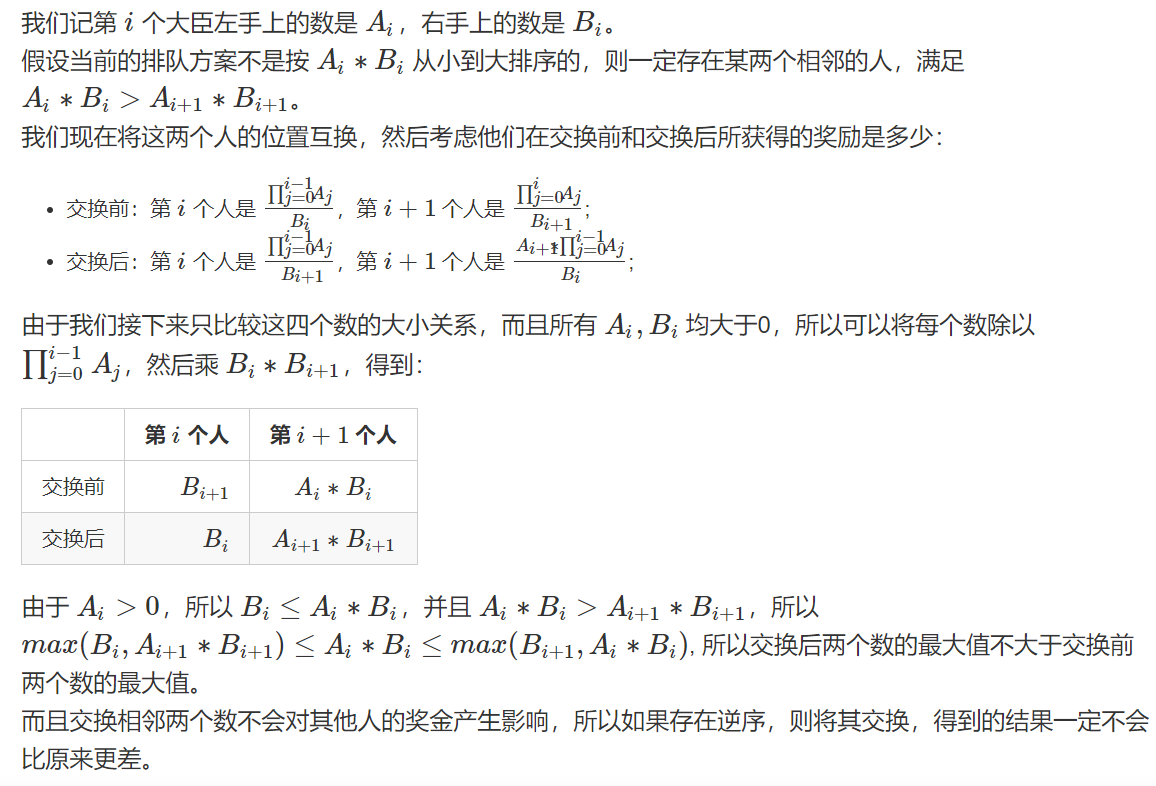 我们记第 i 个大臣左手上的数是 A_i，右手上的数是 B_i。
假设当前的排队方案不是按 A_i * B_i 从小到大排序的，则一定存在某两个相邻的人，满足
A_i * B_i > A_{i+1} * B_{i+1}。
我们现在将这两个人的位置互换，然后考虑他们在交换前和交换后所获得的奖励是多少：
• 交换前：第 i 个人是 \frac{\prod_{j=0}^{i-1} A_j}{B_i}，第 i + 1 个人是 \frac{\prod_{j=0}^{i} A_j}{B_{i+1}}；
• 交换后：第 i 个人是 \frac{\prod_{j=0}^{i-1} A_j}{B_{i+1}}，第 i + 1 个人是 \frac{A_{i+1} * \prod_{j=0}^{i-1} A_j}{B_i}；
由于我们接下来只比较这四个数的大小关系，而且所有 A_i, B_i 均大于0，所以可以将每个数除以
\prod_{j=0}^{i-1} A_j，然后乘 B_i * B_{i+1}，得到：
第 i 个人 第 i + 1 个人
交换前 B_{i+1} A_i * B_i
交换后 B_i A_{i+1} * B_{i+1}
由于 A_i > 0，所以 B_i ≤ A_i * B_i，并且 A_i * B_i > A_{i+1} * B_{i+1}，所以
max(B_i, A_{i+1} * B_{i+1}) ≤ A_i * B_i ≤ max(B_{i+1}, A_i * B_i), 所以交换后两个数的最大值不大于交换前
两个数的最大值。
而且交换相邻两个数不会对其他人的奖金产生影响，所以如果存在逆序，则将其交换，得到的结果一定不会
比原来更差。